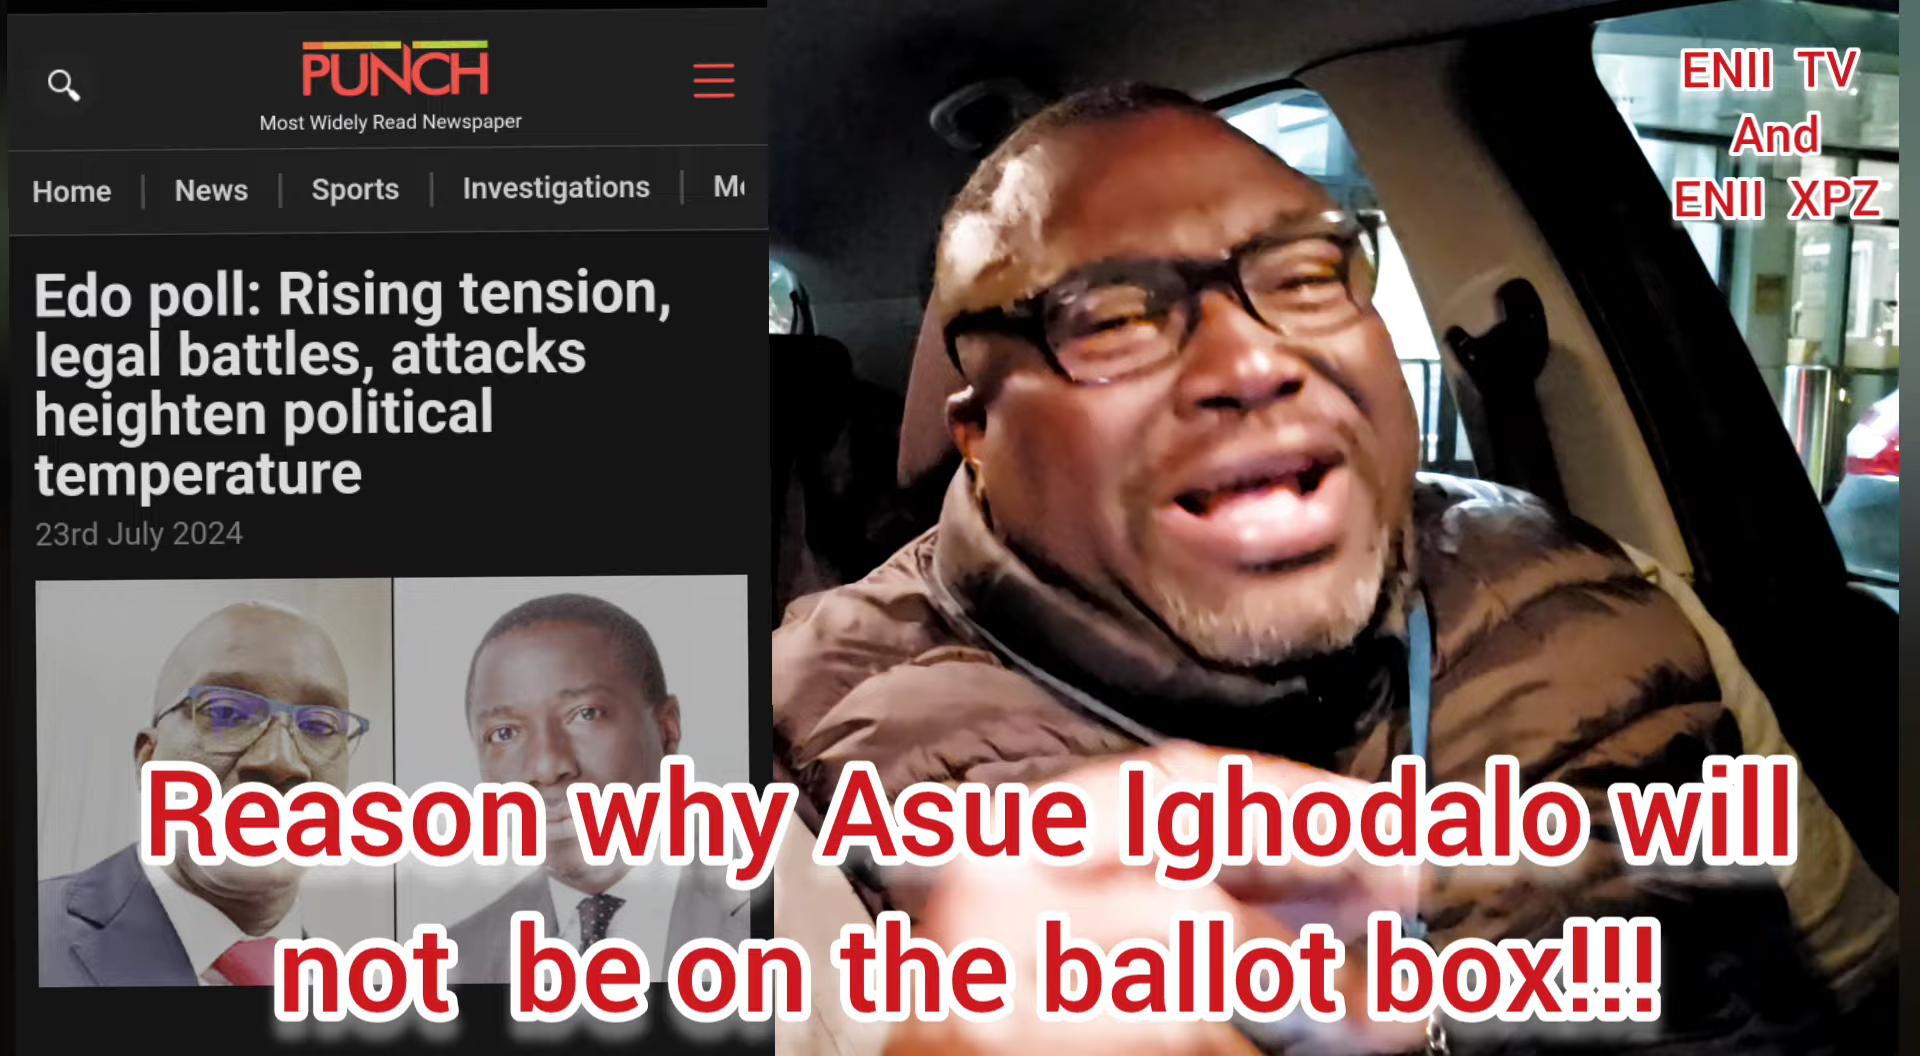 PUNCH
Most Widely Read Newspaper
Home | News | Sports | Investigations |
Edo poll: Rising tension,
legal battles, attacks
heighten political
temperature
23rd July 2024
ENII TV
And
ENII XPZ
Reason why Asue Ighodalo will
not be on the ballot box!!!